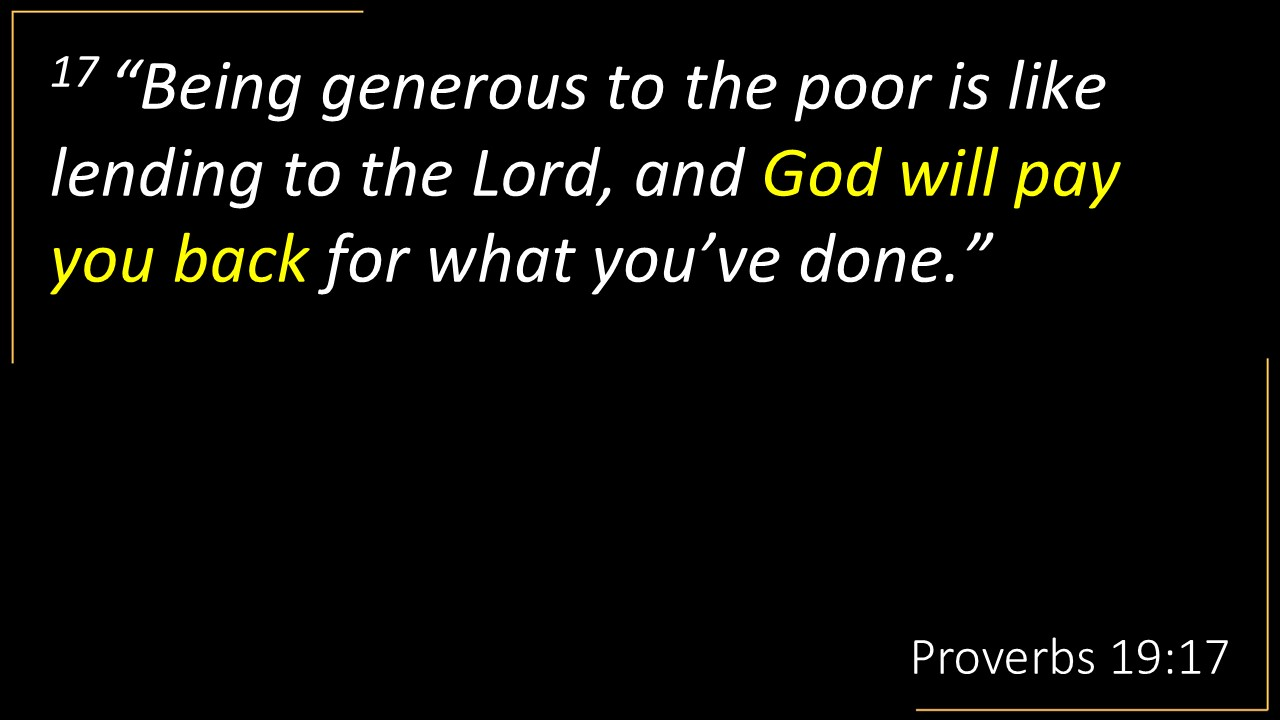 17 “Being generous to the poor is like
lending to the Lord, and God will pay
you back for what you’ve done.”
Proverbs 19:17